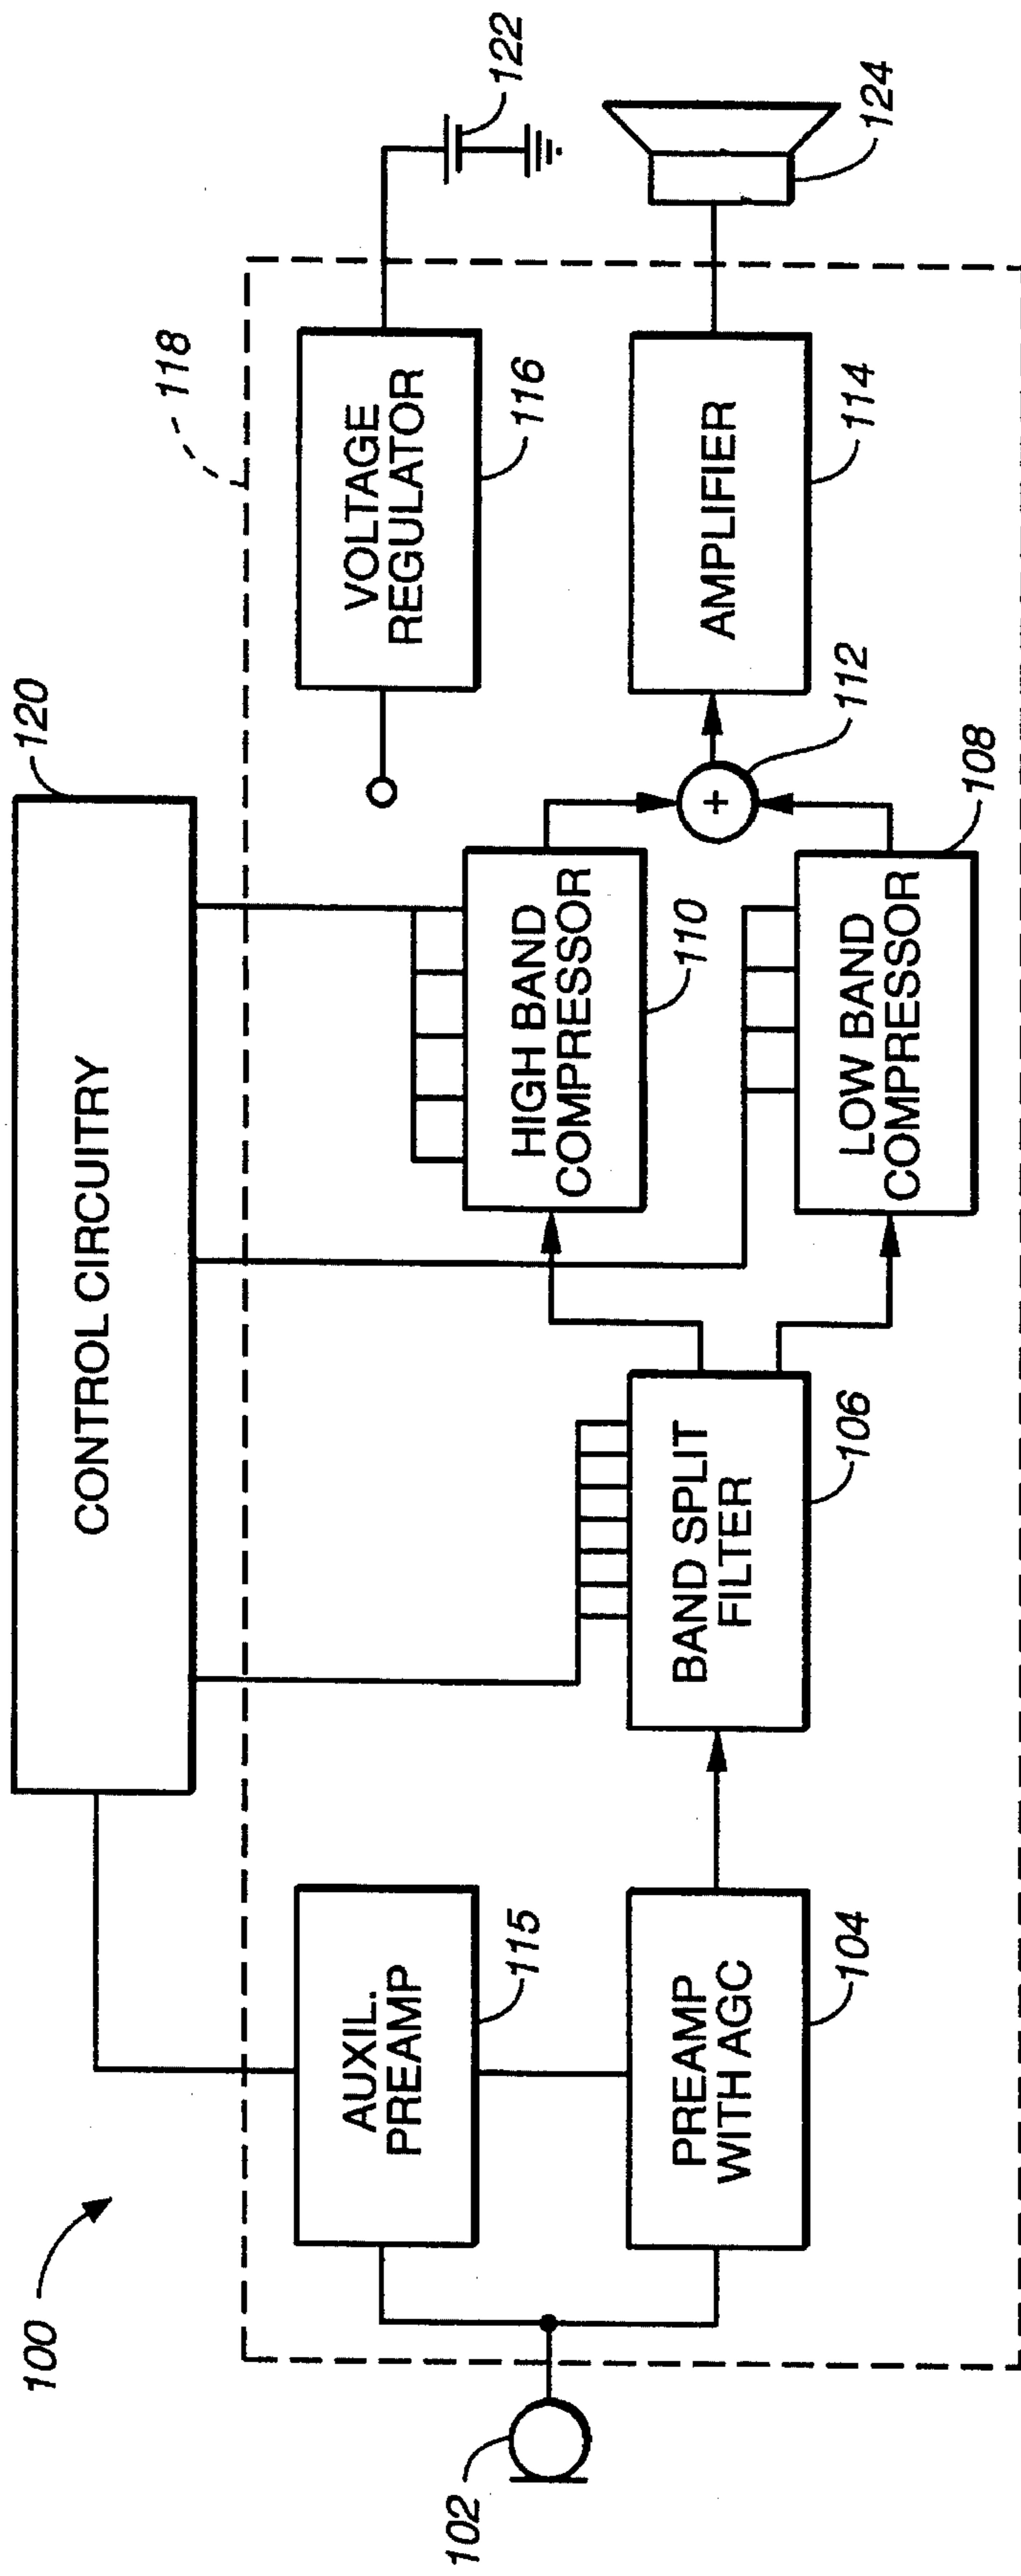 100
120
CONTROL CIRCUITRY
118
102
AUXIL.
PREAMP
115
PREAMP
WITH AGC
104
BAND SPLIT
FILTER
106
HIGH BAND
COMPRESSOR
110
LOW BAND
COMPRESSOR
108
+
112
VOLTAGE
REGULATOR
116
AMPLIFIER
114
122
124